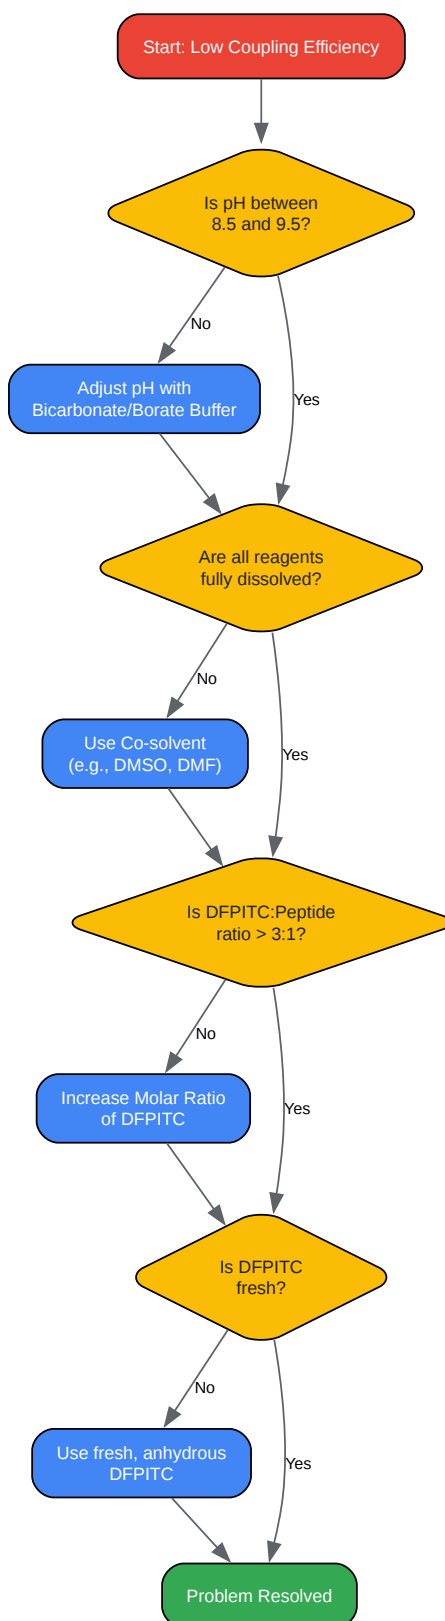 Start: Low Coupling Efficiency
Is pH between
8.5 and 9.5?
No
Adjust pH with
Bicarbonate/Borate Buffer
Yes
Are all reagents
fully dissolved?
No
Use Co-solvent
(e.g., DMSO, DMF)
Yes
Is DFPITC:Peptide
ratio > 3:1?
No
Increase Molar Ratio
of DFPITC
Yes
Is DFPITC
fresh?
No
Use fresh, anhydrous
DFPITC
Yes
Problem Resolved